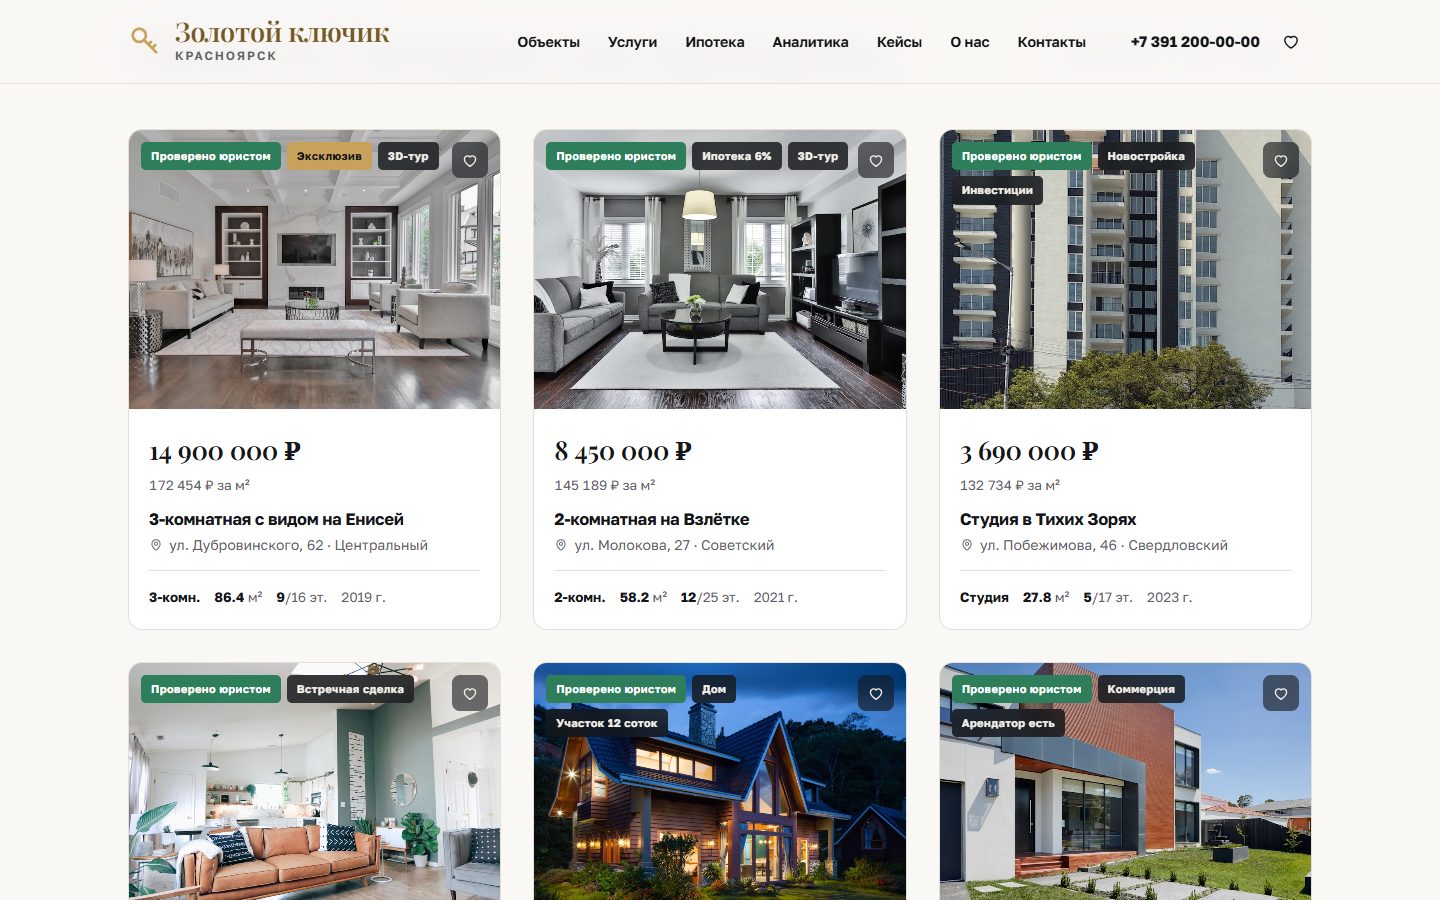 Золотой ключик
КРАСНОЯРСК
Объекты Услуги Ипотека Аналитика Кейсы О нас Контакты +7 391 200-00-00
Проверено юристом Эксклюзив 3D-тур
14 900 000 ₽
172 454 ₽ за м²
3-комнатная с видом на Енисей
ул. Дубровинского, 62 · Центральный
3-комн. 86.4 м² 9/16 эт. 2019 г.
Проверено юристом Ипотека 6% 3D-тур
8 450 000 ₽
145 189 ₽ за м²
2-комнатная на Взлётке
ул. Молокова, 27 · Советский
2-комн. 58.2 м² 12/25 эт. 2021 г.
Проверено юристом Новостройка
Инвестиции
3 690 000 ₽
132 734 ₽ за м²
Студия в Тихих Зорях
ул. Побежимова, 46 · Свердловский
Студия 27.8 м² 5/17 эт. 2023 г.
Проверено юристом Встречная сделка
Проверено юристом Дом
Участок 12 соток
Проверено юристом Коммерция
Арендатор есть